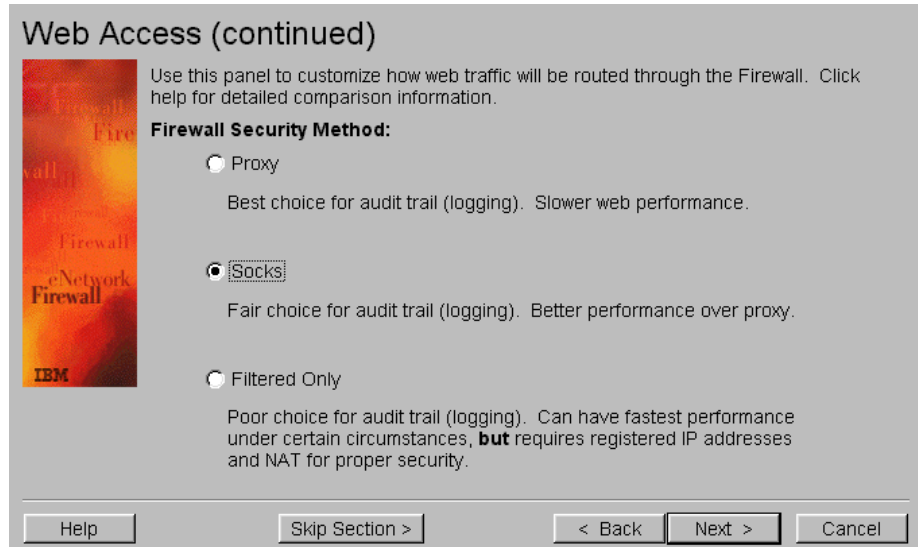 Web Access (continued)
Use this panel to customize how web traffic will be routed through the Firewall. Click
help for detailed comparison information.
Firewall Security Method:
Proxy
Best choice for audit trail (logging). Slower web performance.
Socks
Fair choice for audit trail (logging). Better performance over proxy.
Filtered Only
Poor choice for audit trail (logging). Can have fastest performance
under certain circumstances, but requires registered IP addresses
and NAT for proper security.
Firewall
Fire
wall
Firewall
eNetwork
Firewall
IBM
Help
Skip Section >
< Back
Next >
Cancel